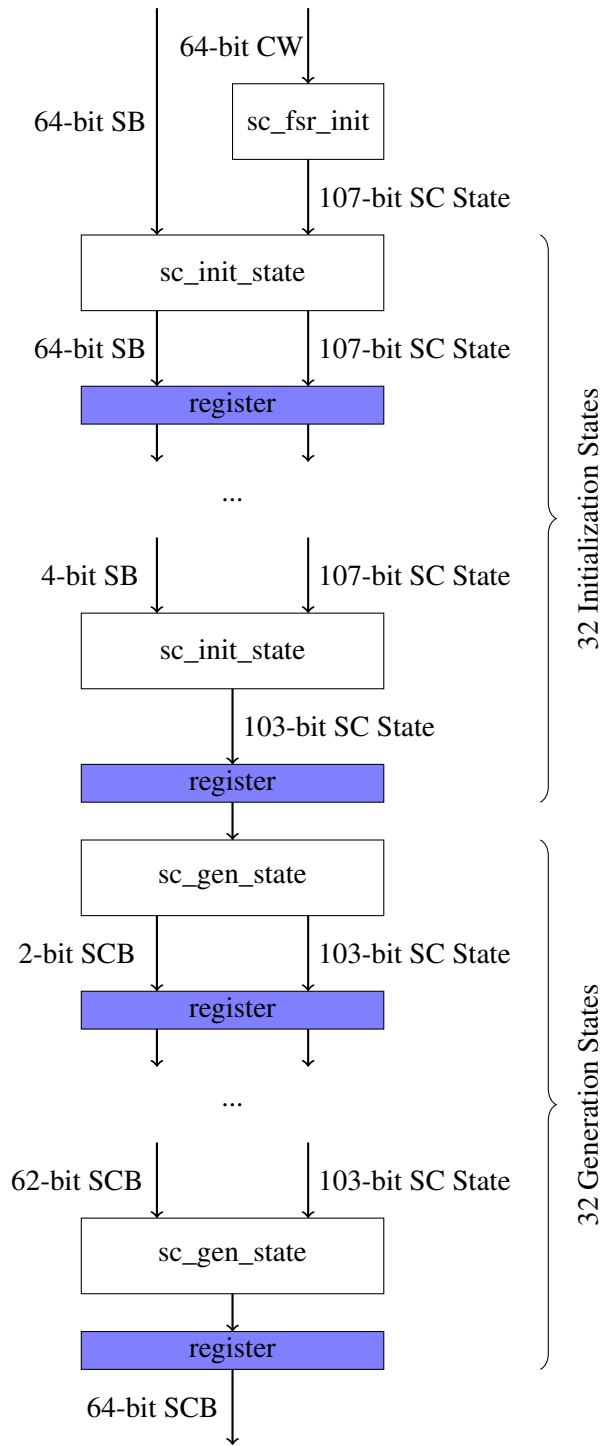 64-bit CW
64-bit SB
sc_fsr_init
107-bit SC State
sc_init_state
64-bit SB
107-bit SC State
register
...
4-bit SB
107-bit SC State
sc_init_state
103-bit SC State
register
32 Initialization States
sc_gen_state
2-bit SCB
103-bit SC State
register
...
62-bit SCB
103-bit SC State
sc_gen_state
register
64-bit SCB
32 Generation States